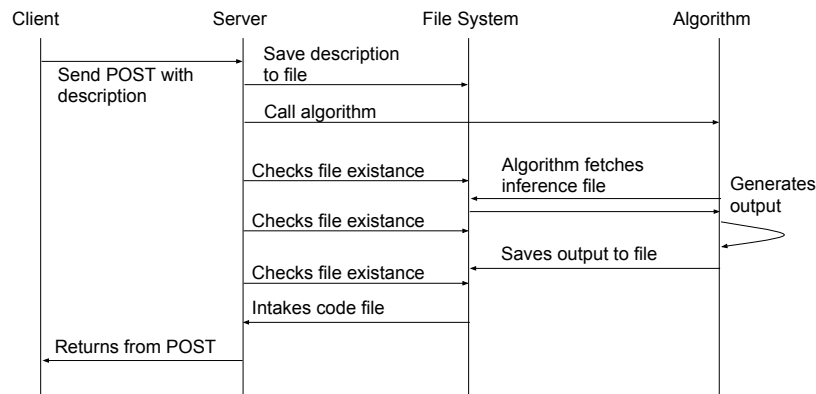 Client
Server
File System
Algorithm
Send POST with
description
Save description
to file
Call algorithm
Checks file existance
Algorithm fetches
inference file
Generates
output
Checks file existance
Saves output to file
Checks file existance
Intakes code file
Returns from POST